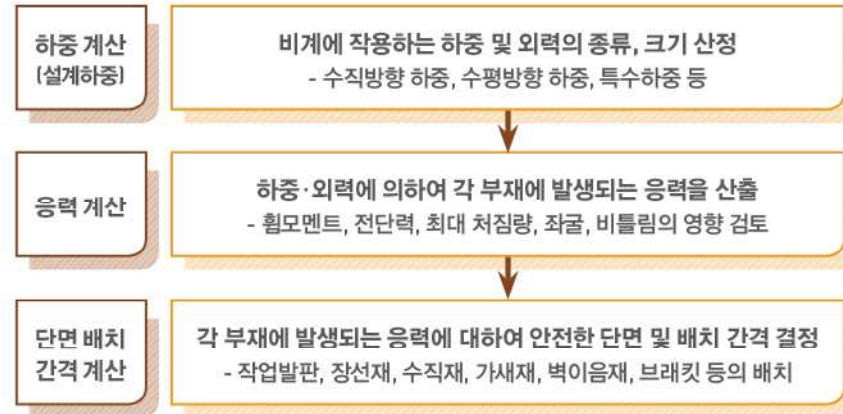 하중 계산
(설계하중)
비계에 작용하는 하중 및 외력의 종류, 크기 산정
- 수직방향 하중, 수평방향 하중, 특수하중 등
응력 계산
하중·외력에 의하여 각 부재에 발생되는 응력을 산출
- 휨모멘트, 전단력, 최대 처짐량, 좌굴, 비틀림의 영향 검토
단면 배치
간격 계산
각 부재에 발생되는 응력에 대하여 안전한 단면 및 배치 간격 결정
- 작업발판, 장선재, 수직재, 가새재, 벽이음재, 브래킷 등의 배치